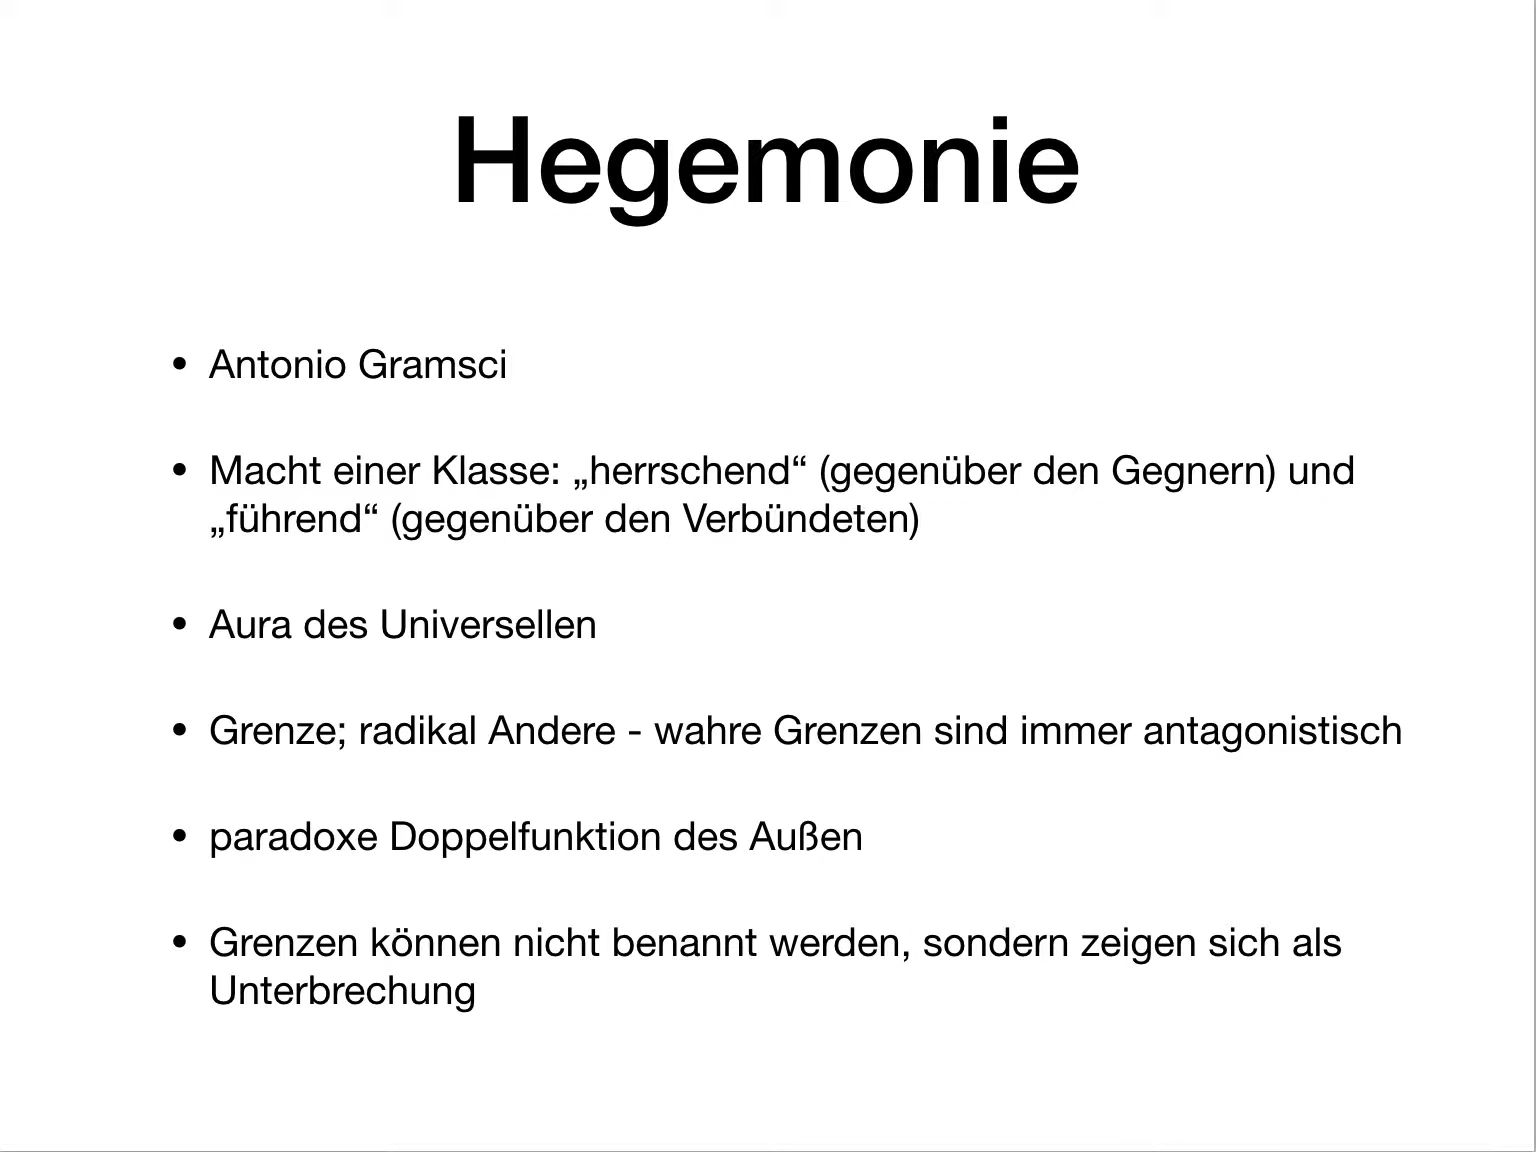 Hegemonie
• Antonio Gramsci
• Macht einer Klasse: „herrschend“ (gegenüber den Gegnern) und
„führend“ (gegenüber den Verbündeten)
• Aura des Universellen
• Grenze; radikal Andere - wahre Grenzen sind immer antagonistisch
• paradoxe Doppelfunktion des Außen
• Grenzen können nicht benannt werden, sondern zeigen sich als
Unterbrechung